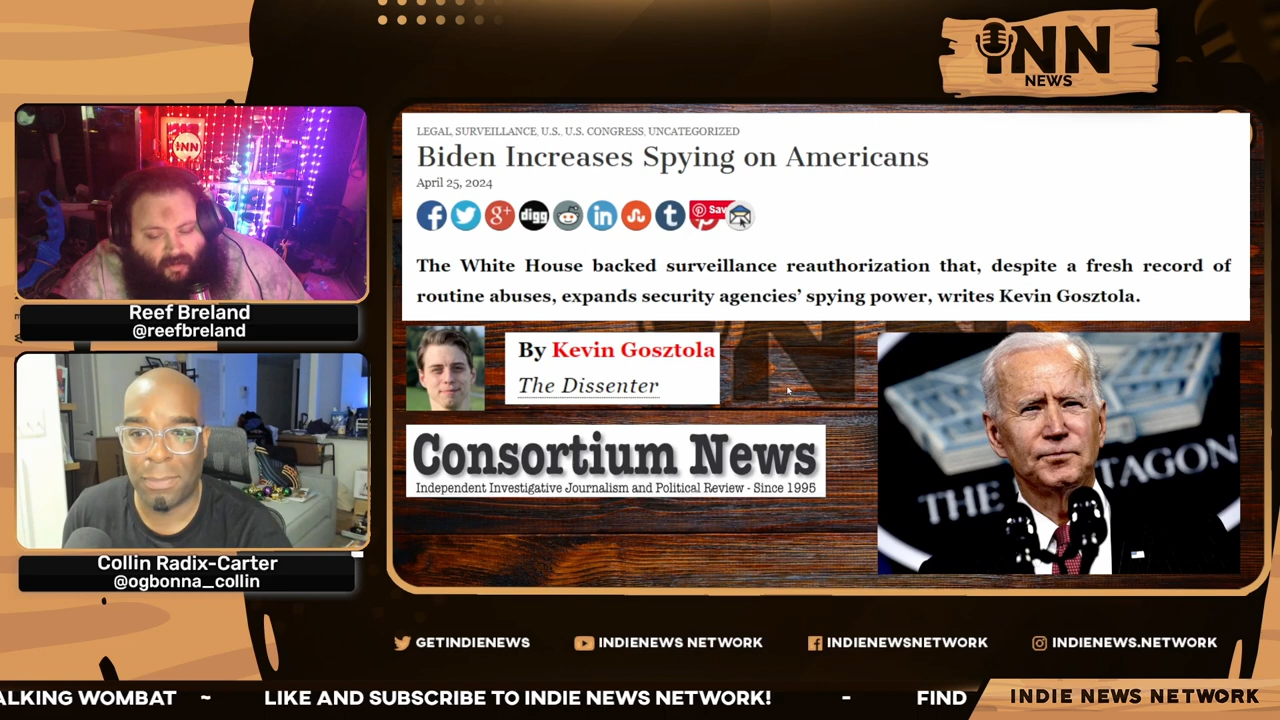 INN
NEWS
LEGAL, SURVEILLANCE, U.S., U.S. CONGRESS, UNCATEGORIZED
Biden Increases Spying on Americans
April 25, 2024
digg
Save
The White House backed surveillance reauthorization that, despite a fresh record of
routine abuses, expands security agencies’ spying power, writes Kevin Gosztola.
By Kevin Gosztola
The Dissenter
Consortium News
Independent Investigative Journalism and Political Review - Since 1995
THE
TAGON
INN
Reef Breland
@reefbreland
Collin Radix-Carter
@ogbonna_collin
GETINDIENEWS
INDIENEWS NETWORK
INDIENEWSNETWORK
INDIENEWS.NETWORK
ALKING WOMBAT ~ LIKE AND SUBSCRIBE TO INDIE NEWS NETWORK! - FIND
INDIE NEWS NETWORK